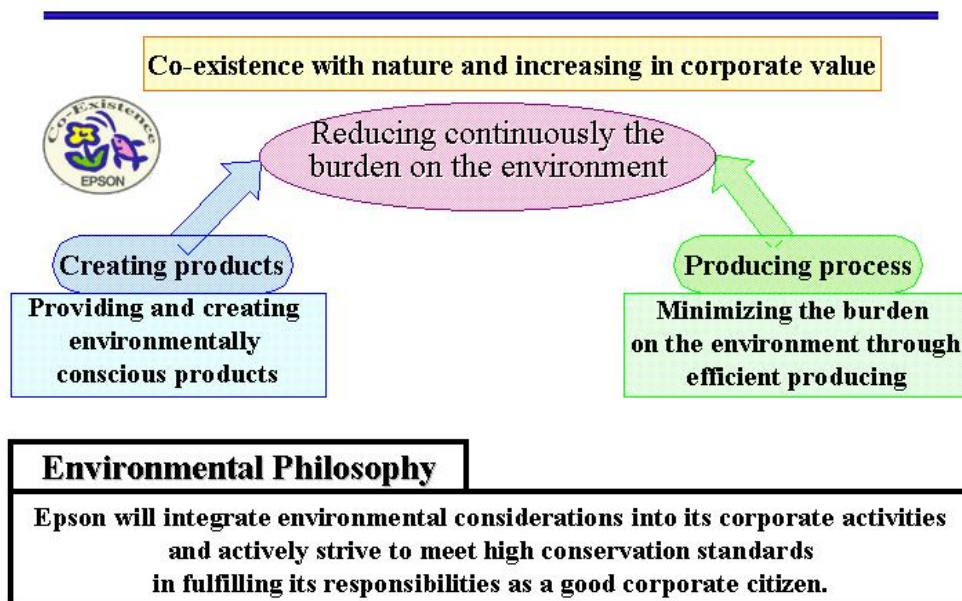 Co-existence with nature and increasing in corporate value
Co-Existence
EPSON
Reducing continuously the
burden on the environment
Creating products
Providing and creating
environmentally
conscious products
Producing process
Minimizing the burden
on the environment through
efficient producing
Environmental Philosophy
Epson will integrate environmental considerations into its corporate activities
and actively strive to meet high conservation standards
in fulfilling its responsibilities as a good corporate citizen.